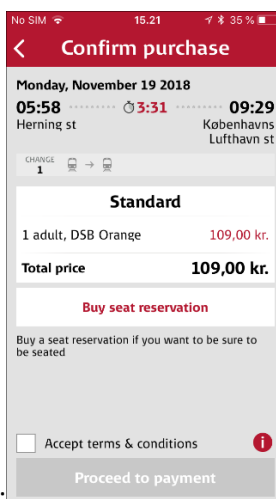 No SIM 15.21 35 %
Confirm purchase
Monday, November 19 2018
05:58 3:31 09:29
Herning st Københavns
Lufthavn st
CHANGE
1
Standard
1 adult, DSB Orange 109,00 kr.
Total price 109,00 kr.
Buy seat reservation
Buy a seat reservation if you want to be sure to
be seated
Accept terms & conditions i
Proceed to payment